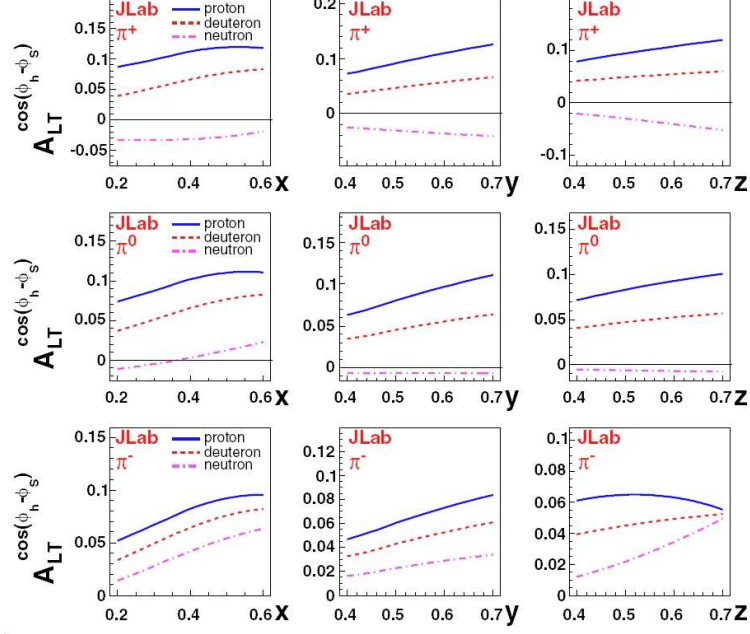 JLab
π+
proton
deuteron
neutron
0.15
0.1
0.05
0
-0.05
A_LT^cos(ϕ_h-ϕ_S)
0.2 0.4 0.6 x
JLab
π+
0.2
0.1
0
0.4 0.5 0.6 0.7 y
JLab
π+
0.1
0
-0.1
0.4 0.5 0.6 0.7 z
JLab
π0
proton
deuteron
neutron
0.15
0.1
0.05
0
A_LT^cos(ϕ_h-ϕ_S)
0.2 0.4 0.6 x
JLab
π0
0.15
0.1
0.05
0
0.4 0.5 0.6 0.7 y
JLab
π0
0.15
0.1
0.05
0
0.4 0.5 0.6 0.7 z
JLab
π-
proton
deuteron
neutron
0.15
0.1
0.05
0
A_LT^cos(ϕ_h-ϕ_S)
0.2 0.4 0.6 x
JLab
π-
0.12
0.1
0.08
0.06
0.04
0.02
0
0.4 0.5 0.6 0.7 y
JLab
π-
0.1
0.08
0.06
0.04
0.02
0
0.4 0.5 0.6 0.7 z